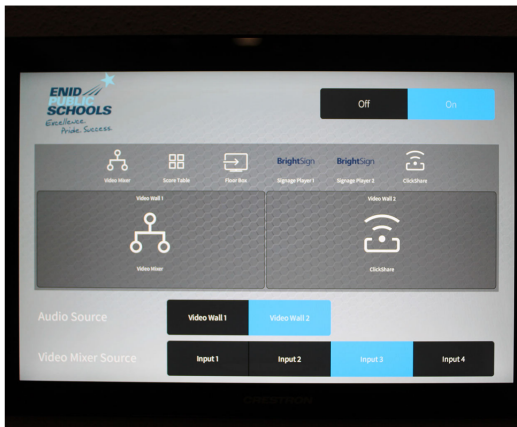 ENID
PUBLIC
SCHOOLS
Excellence.
Pride. Success.
Off
On
Video Mixer
Score Table
Floor Box
BrightSign
Signage Player 1
BrightSign
Signage Player 2
ClickShare
Video Wall 1
Video Mixer
Video Wall 2
ClickShare
Audio Source
Video Wall 1
Video Wall 2
Video Mixer Source
Input 1
Input 2
Input 3
Input 4
CRESTRON